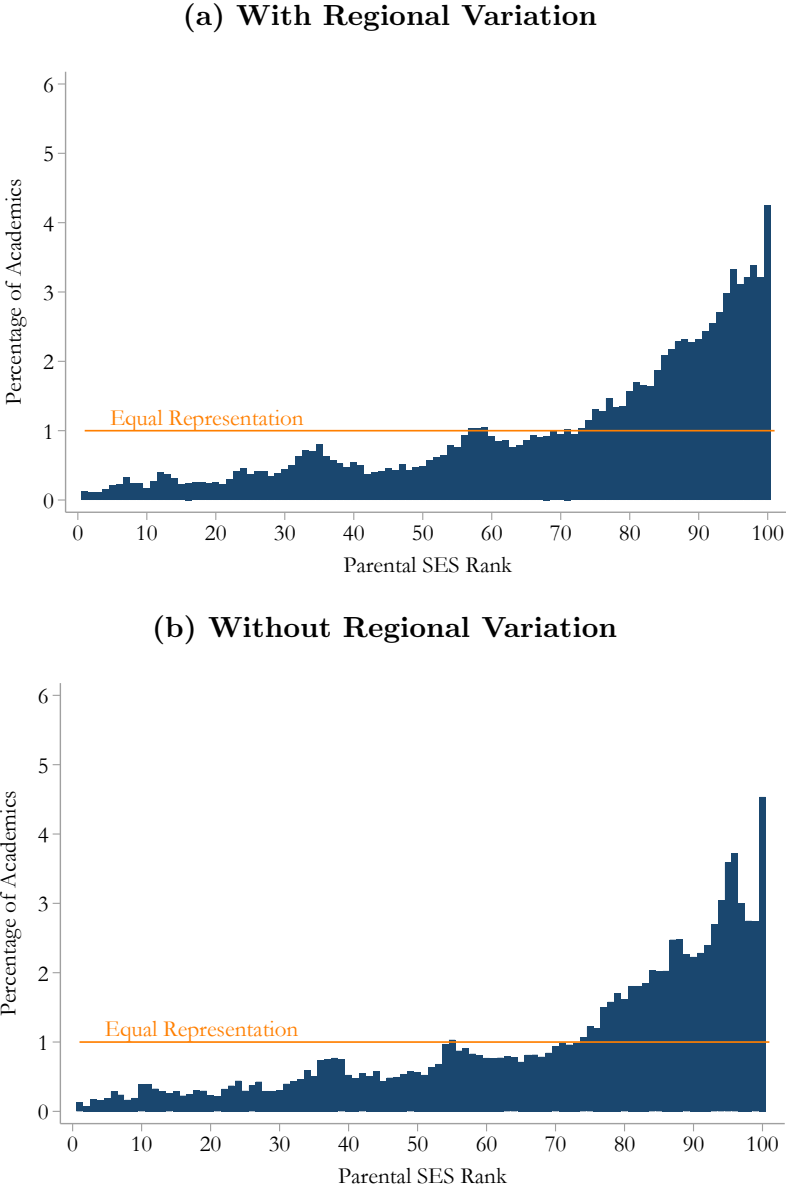 (a) With Regional Variation
6
5
4
3
2
1
0
Percentage of Academics
Equal Representation
0 10 20 30 40 50 60 70 80 90 100
Parental SES Rank
(b) Without Regional Variation
6
5
4
3
2
1
0
Percentage of Academics
Equal Representation
0 10 20 30 40 50 60 70 80 90 100
Parental SES Rank